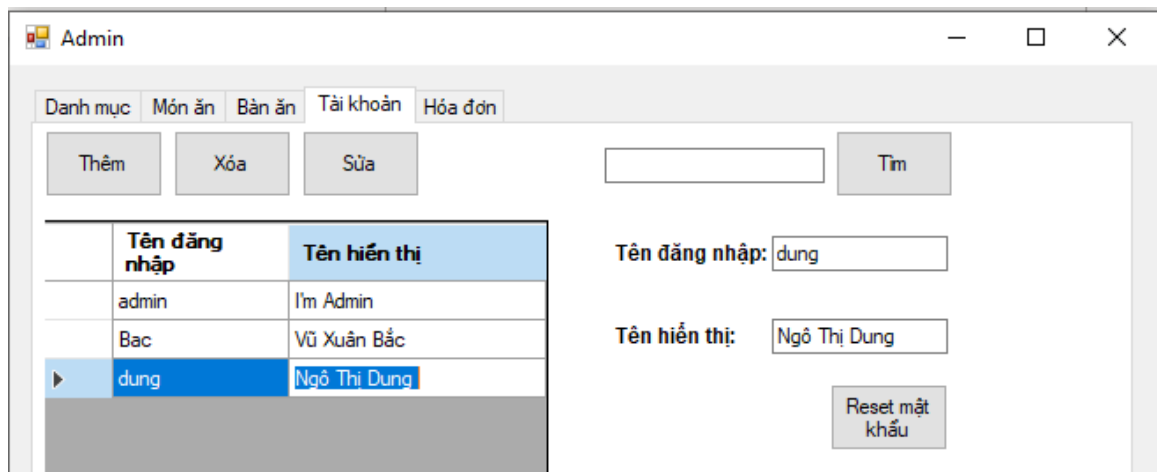 Admin
Danh mục Món ăn Bàn ăn Tài khoản Hóa đơn
Thêm Xóa Sửa Tìm
Tên đăng nhập Tên hiển thị
admin I'm Admin
Bac Vũ Xuân Bắc
dung Ngô Thị Dung
Tên đăng nhập: dung
Tên hiển thị: Ngô Thị Dung
Reset mật
khẩu